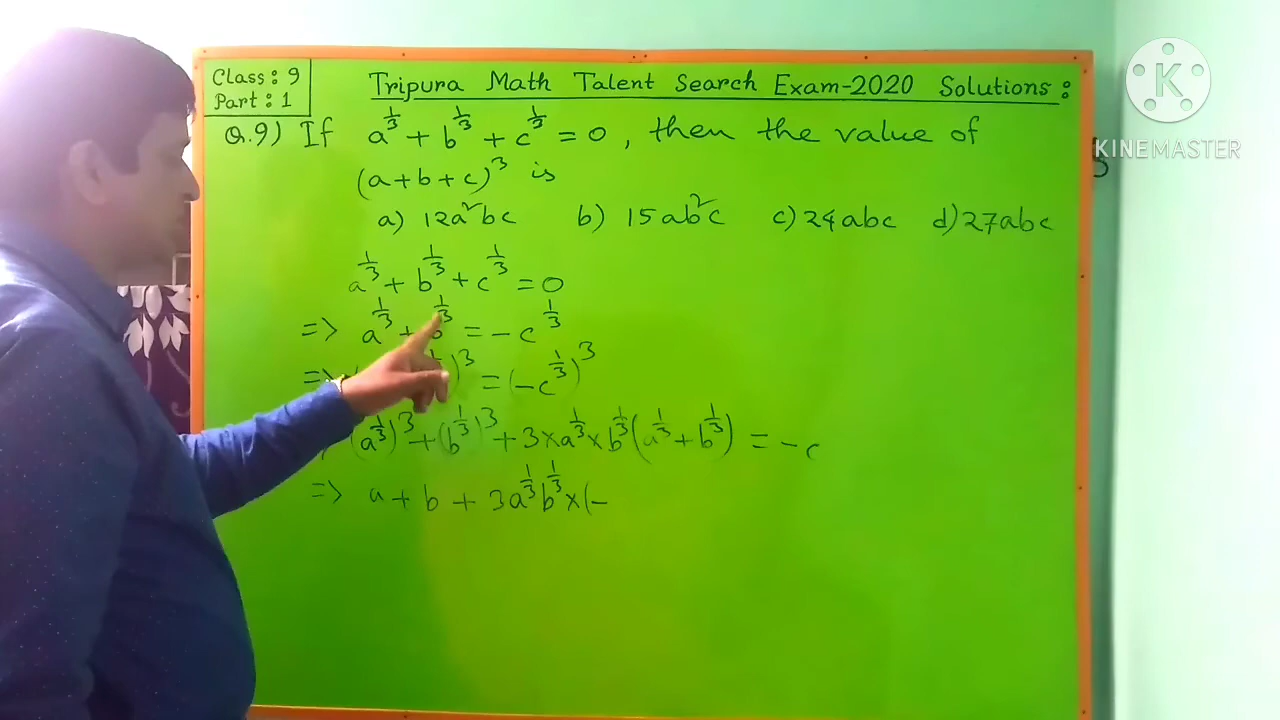 Class: 9
Part: 1
Tripura Math Talent Search Exam-2020 Solutions:
Q.9) If a^{1/3} + b^{1/3} + c^{1/3} = 0, then the value of
(a+b+c)^3 is
a) 12a^2bc b) 15ab^2c c) 24abc d) 27abc
a^{1/3} + b^{1/3} + c^{1/3} = 0
=> a^{1/3} + b^{1/3} = -c^{1/3}
=> )^3 = (-c^{1/3})^3
(a^{1/3})^3 + (b^{1/3})^3 + 3×a^{1/3}×b^{1/3}(a^{1/3} + b^{1/3}) = -c
=> a + b + 3a^{1/3}b^{1/3}×(-
K
KINEMASTER